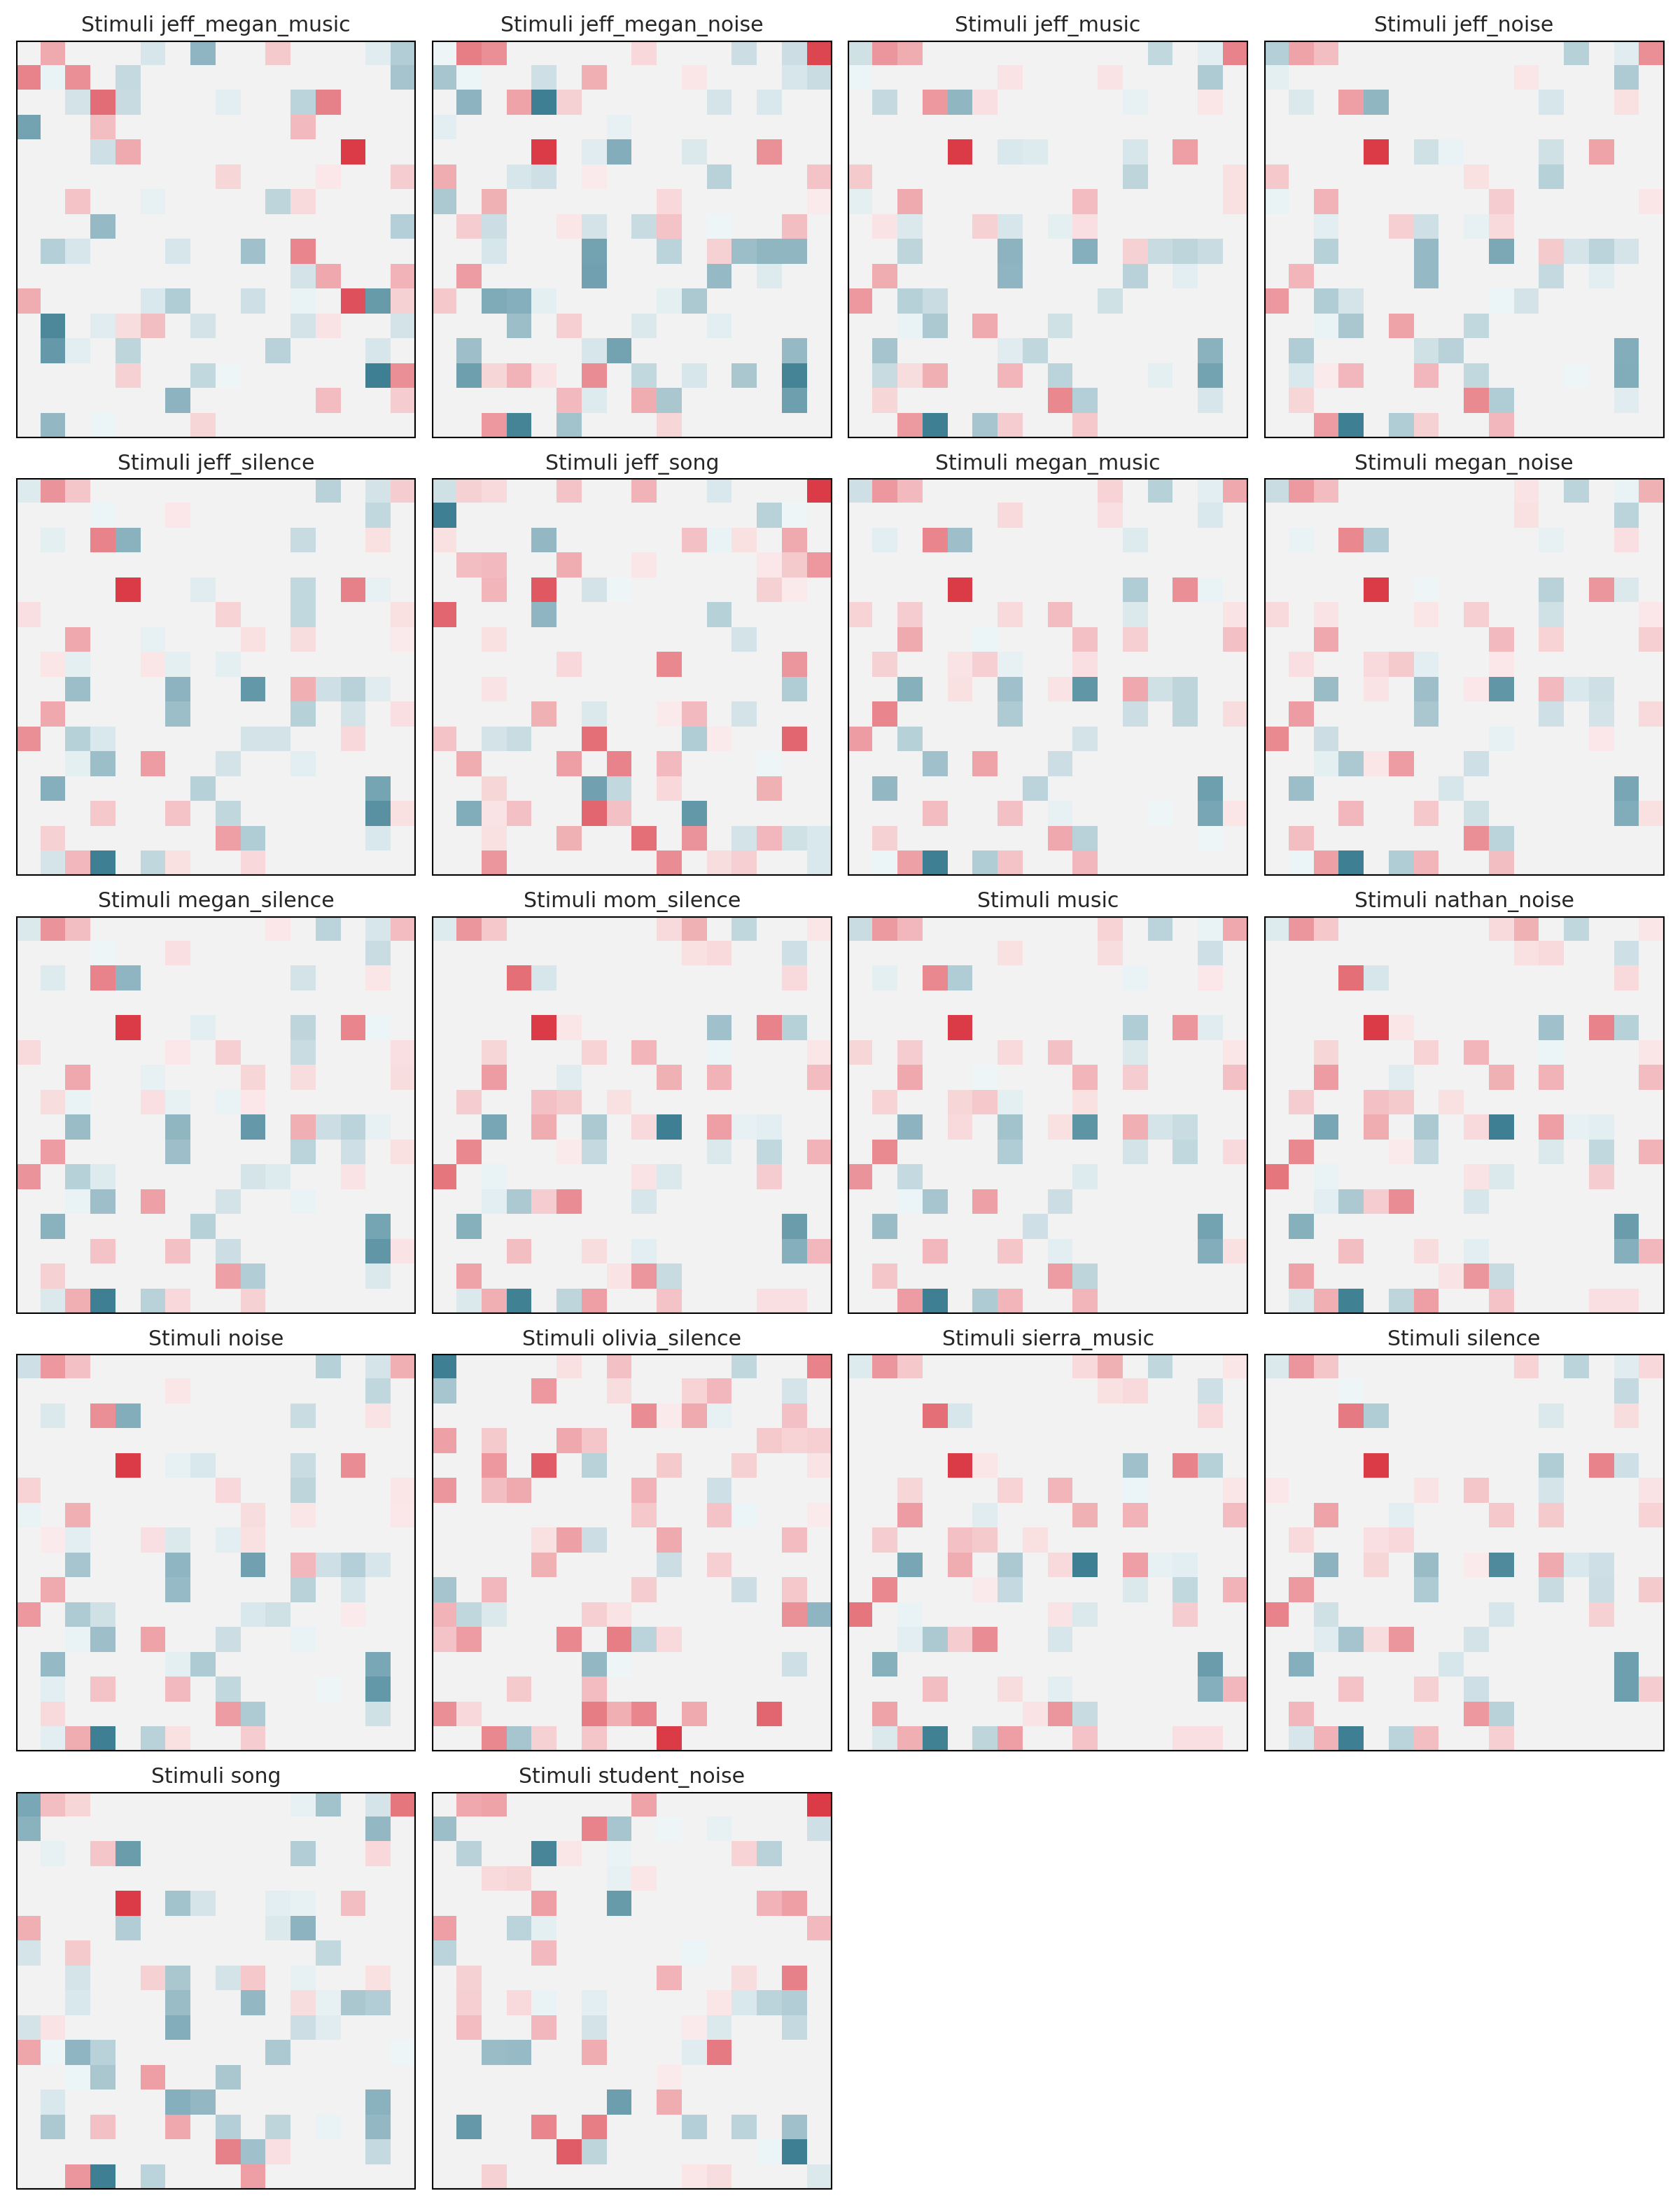 Stimuli jeff_megan_music
Stimuli jeff_megan_noise
Stimuli jeff_music
Stimuli jeff_noise
Stimuli jeff_silence
Stimuli jeff_song
Stimuli megan_music
Stimuli megan_noise
Stimuli megan_silence
Stimuli mom_silence
Stimuli music
Stimuli nathan_noise
Stimuli noise
Stimuli olivia_silence
Stimuli sierra_music
Stimuli silence
Stimuli song
Stimuli student_noise